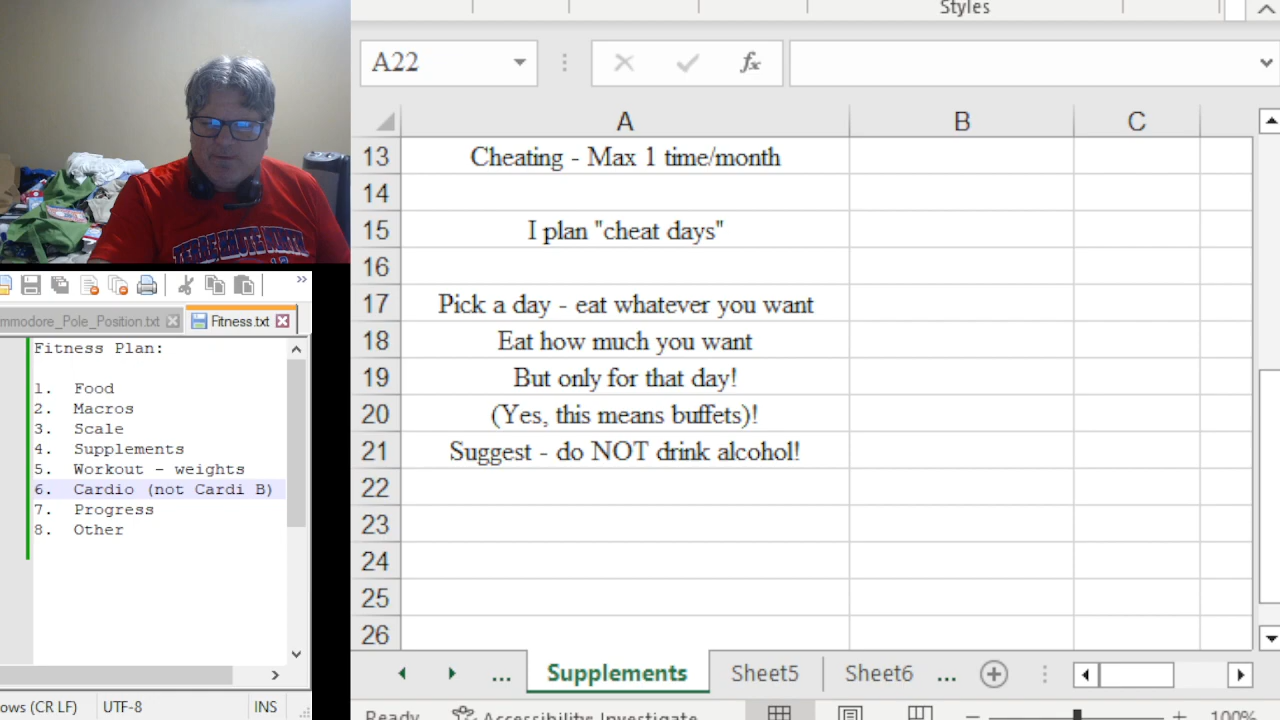 Styles
A22
fx
A B C
13 Cheating - Max 1 time/month
14
15 I plan "cheat days"
16
17 Pick a day - eat whatever you want
18 Eat how much you want
19 But only for that day!
20 (Yes, this means buffets)!
21 Suggest - do NOT drink alcohol!
22
23
24
25
26
... Supplements Sheet5 Sheet6 ...
Ready Accessibility: Investigate 100%
TERRE HAUTE NORTH
mmodore_Pole_Position.txt Fitness.txt
Fitness Plan:
1. Food
2. Macros
3. Scale
4. Supplements
5. Workout - weights
6. Cardio (not Cardi B)
7. Progress
8. Other
ows (CR LF) UTF-8 INS